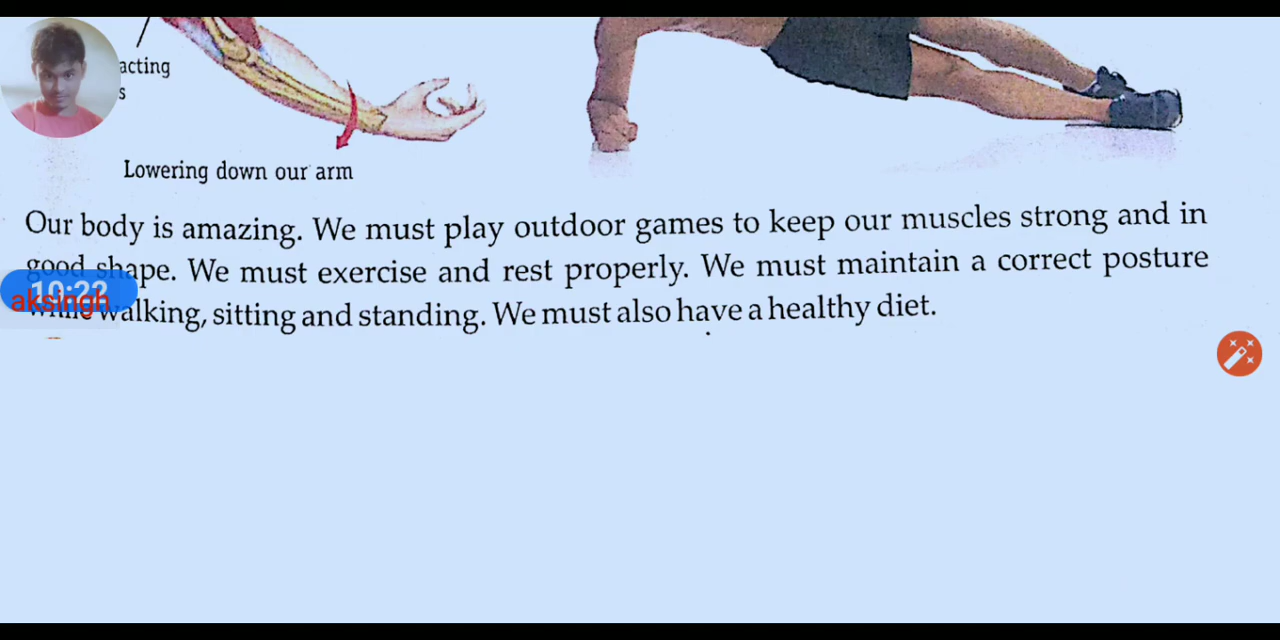 acting
s
Lowering down our arm
Our body is amazing. We must play outdoor games to keep our muscles strong and in
good shape. We must exercise and rest properly. We must maintain a correct posture
10:22
aksingh
while walking, sitting and standing. We must also have a healthy diet.